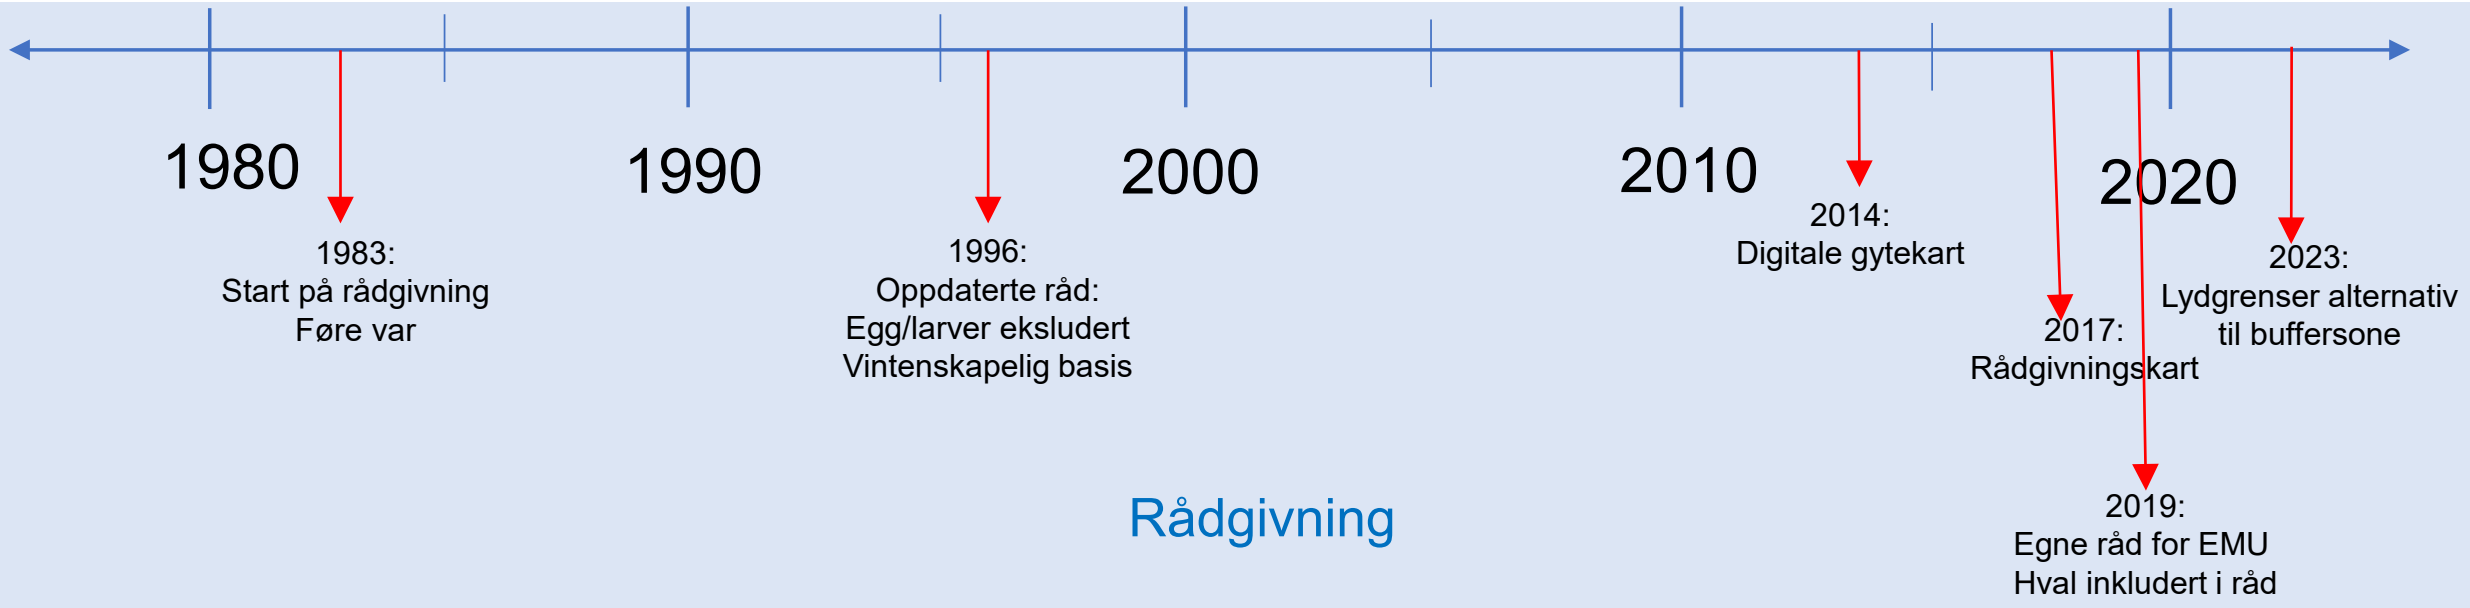 1980
1990
2000
2010
2020
1983:
Start på rådgivning
Føre var
1996:
Oppdaterte råd:
Egg/larver eksludert
Vintenskapelig basis
2014:
Digitale gytekart
2017:
Rådgivningskart
2019:
Egne råd for EMU
Hval inkludert i råd
2023:
Lydgrenser alternativ
til buffersone
Rådgivning